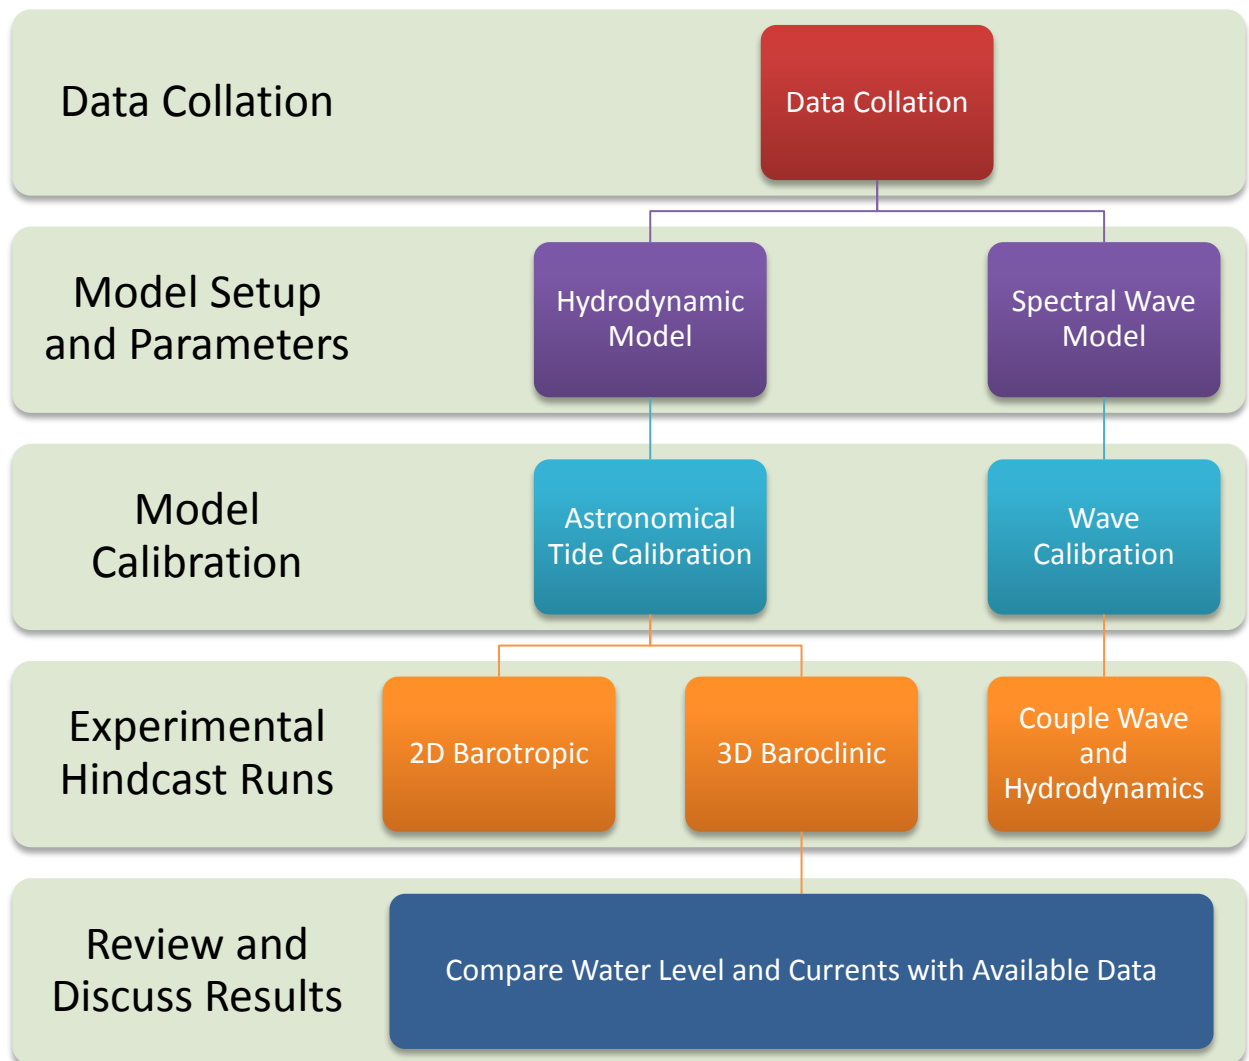 Data Collation
Data Collation
Model Setup
and Parameters
Hydrodynamic
Model
Spectral Wave
Model
Model
Calibration
Astronomical
Tide Calibration
Wave
Calibration
Experimental
Hindcast Runs
2D Barotropic
3D Baroclinic
Couple Wave
and
Hydrodynamics
Review and
Discuss Results
Compare Water Level and Currents with Available Data